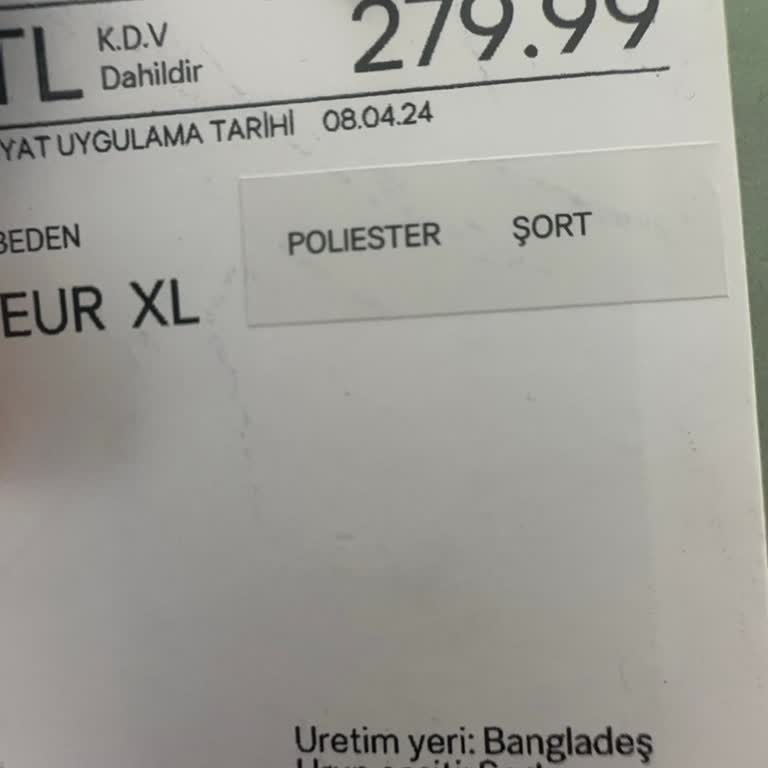 TL K.D.V Dahildir 279.99
YAT UYGULAMA TARİHİ 08.04.24
BEDEN
POLIESTER ŞORT
EUR XL
Uretim yeri: Bangladeş